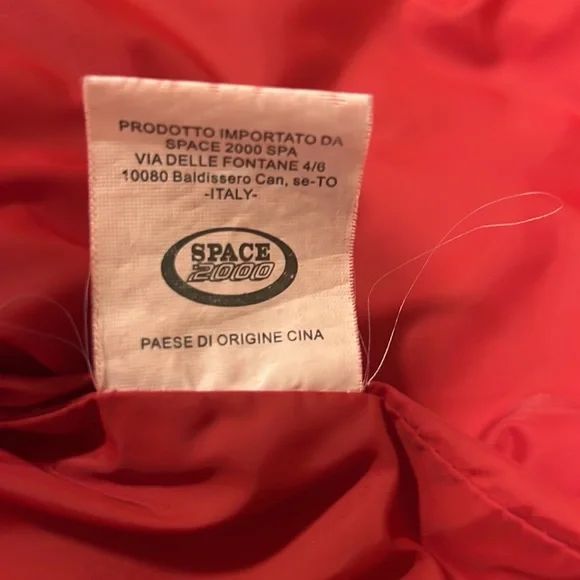 PRODOTTO IMPORTATO DA
SPACE 2000 SPA
VIA DELLE FONTANE 4/6
10080 Baldissero Can, se-TO
-ITALY-
SPACE
2000
PAESE DI ORIGINE CINA